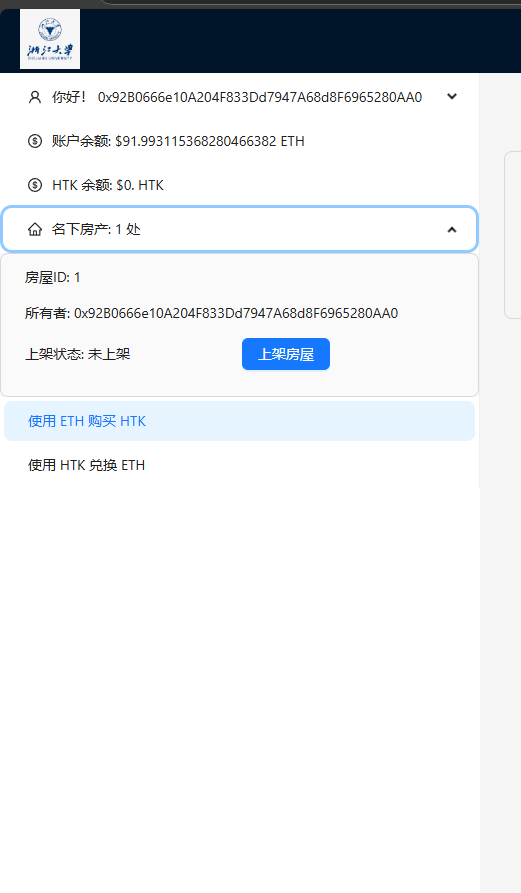 浙江大学
ZHEJIANG UNIVERSITY
你好! 0x92B0666e10A204F833Dd7947A68d8F6965280AA0
账户余额: $91.993115368280466382 ETH
HTK 余额: $0. HTK
名下房产: 1 处
房屋ID: 1
所有者: 0x92B0666e10A204F833Dd7947A68d8F6965280AA0
上架状态: 未上架
上架房屋
使用 ETH 购买 HTK
使用 HTK 兑换 ETH